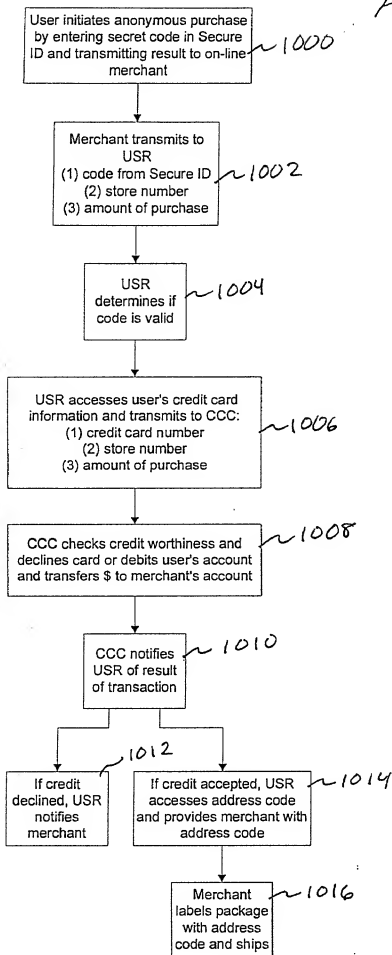 User initiates anonymous purchase
by entering secret code in Secure
ID and transmitting result to on-line
merchant
1000
Merchant transmits to
USR
(1) code from Secure ID
(2) store number
(3) amount of purchase
1002
USR
determines if
code is valid
1004
USR accesses user's credit card
information and transmits to CCC:
(1) credit card number
(2) store number
(3) amount of purchase
1006
CCC checks credit worthiness and
declines card or debits user's account
and transfers $ to merchant's account
1008
CCC notifies
USR of result
of transaction
1010
If credit
declined, USR
notifies
merchant
1012
If credit accepted, USR
accesses address code
and provides merchant with
address code
1014
Merchant
labels package
with address
code and ships
1016